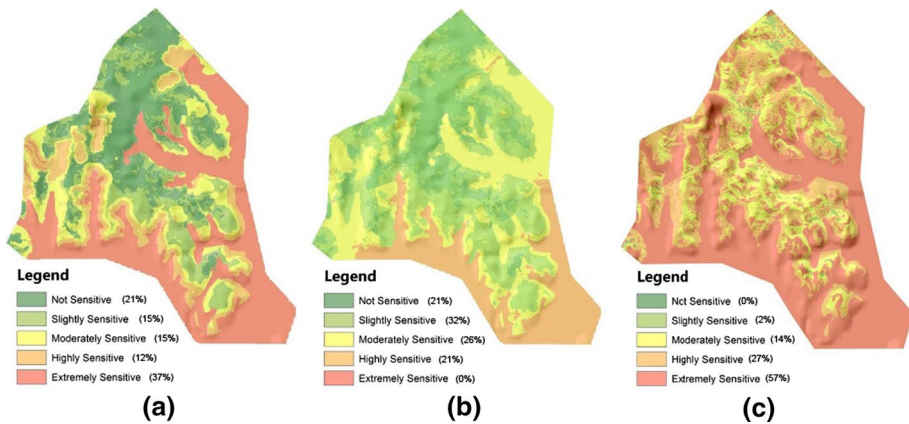 Legend
Not Sensitive (21%)
Slightly Sensitive (15%)
Moderately Sensitive (15%)
Highly Sensitive (12%)
Extremely Sensitive (37%)
(a)
Legend
Not Sensitive (21%)
Slightly Sensitive (32%)
Moderately Sensitive (26%)
Highly Sensitive (21%)
Extremely Sensitive (0%)
(b)
Legend
Not Sensitive (0%)
Slightly Sensitive (2%)
Moderately Sensitive (14%)
Highly Sensitive (27%)
Extremely Sensitive (57%)
(c)